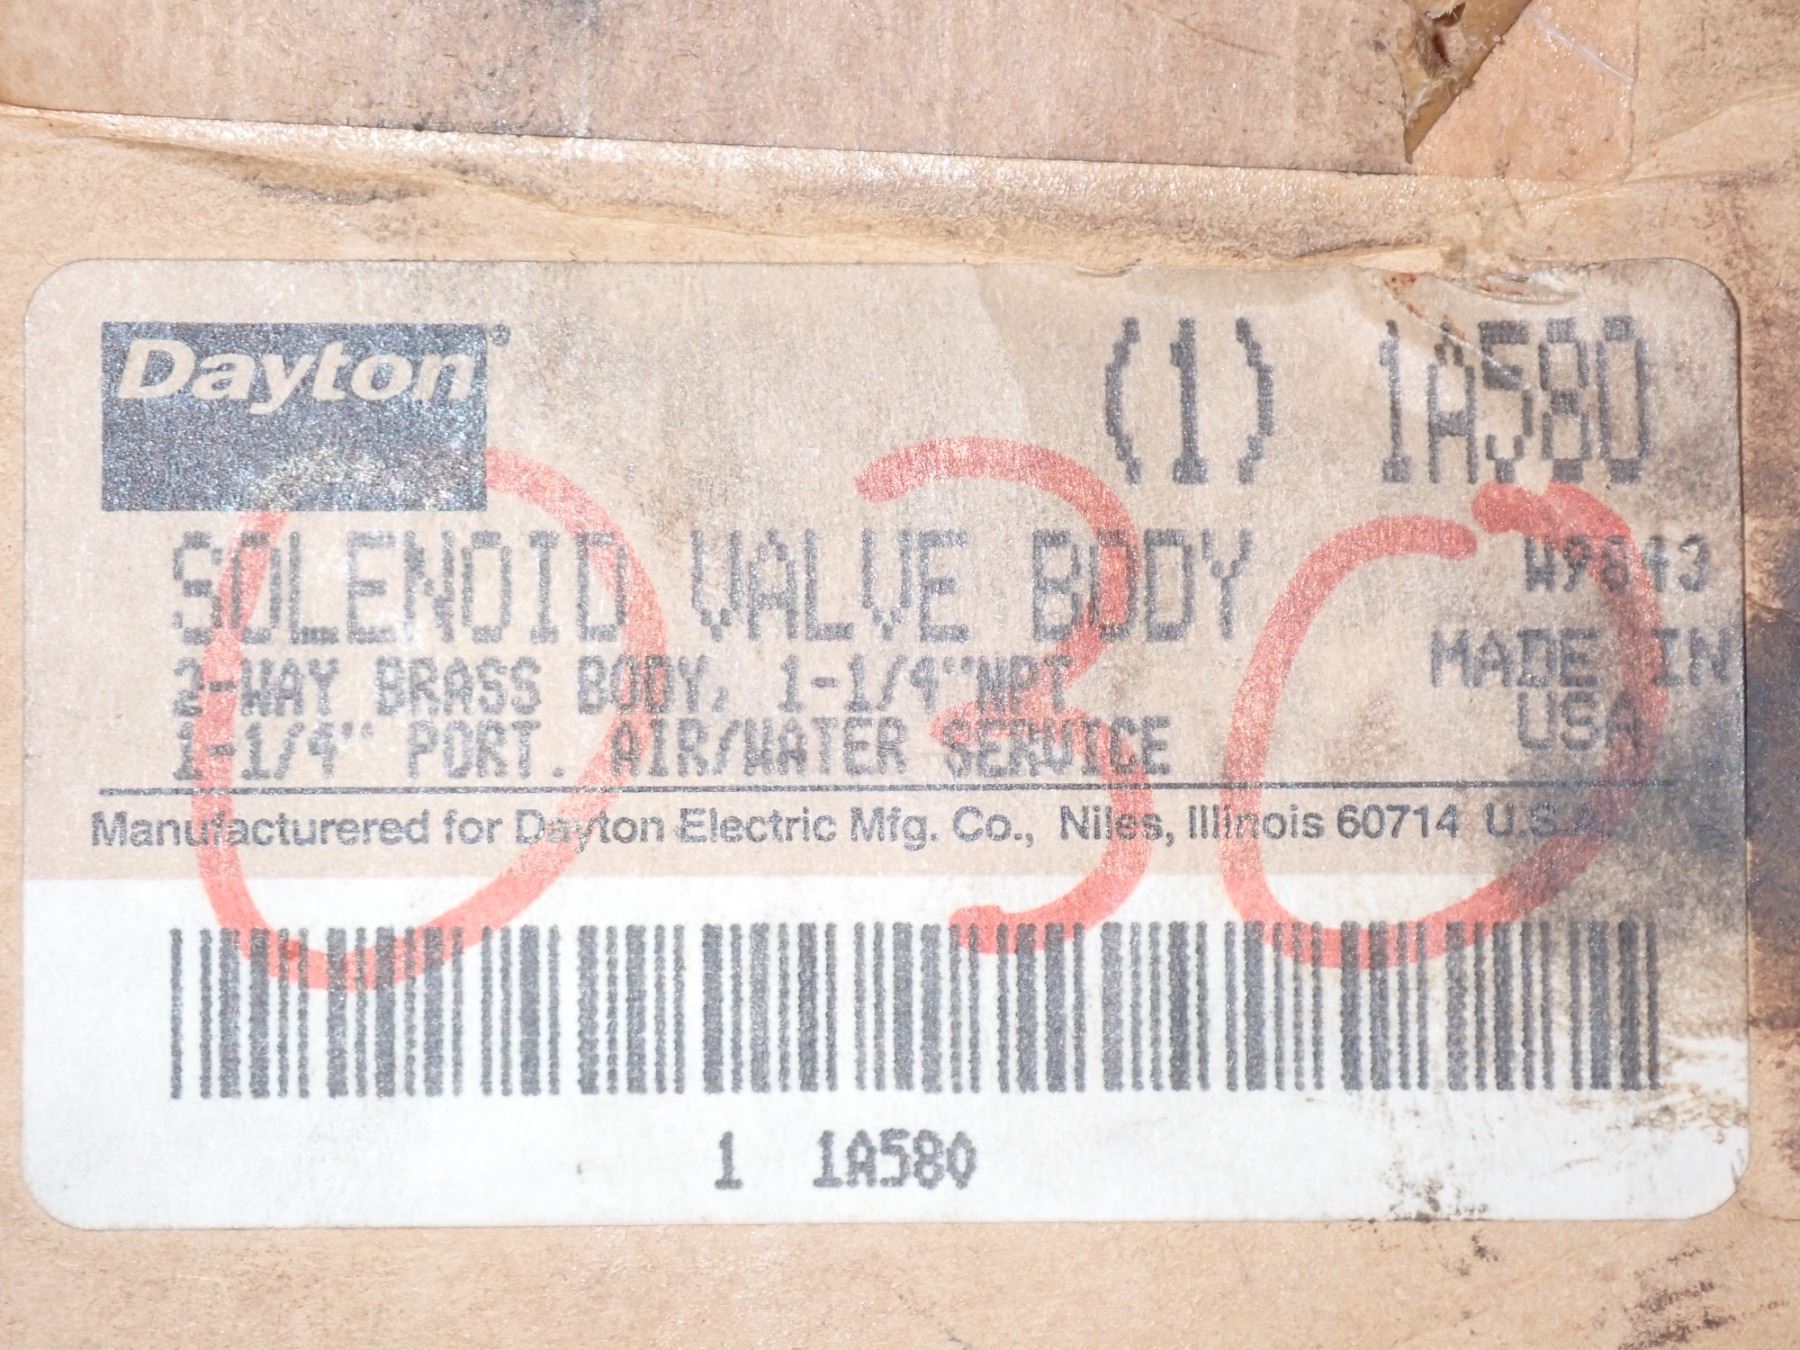 Dayton®
(1) 1A580
SOLENOID VALVE BODY
W9643
2-WAY BRASS BODY, 1-1/4"NPT
MADE IN
1-1/4" PORT. AIR/WATER SERVICE
USA
Manufacturered for Dayton Electric Mfg. Co., Niles, Illinois 60714 U.S.A.
030
1 1A580